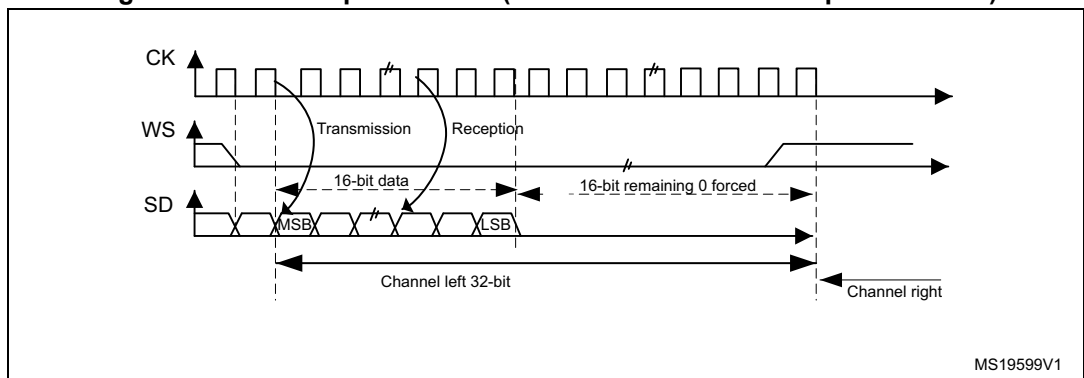 CK
Transmission
Reception
WS
16-bit data
16-bit remaining 0 forced
SD
MSB
LSB
Channel left 32-bit
Channel right
MS19599V1